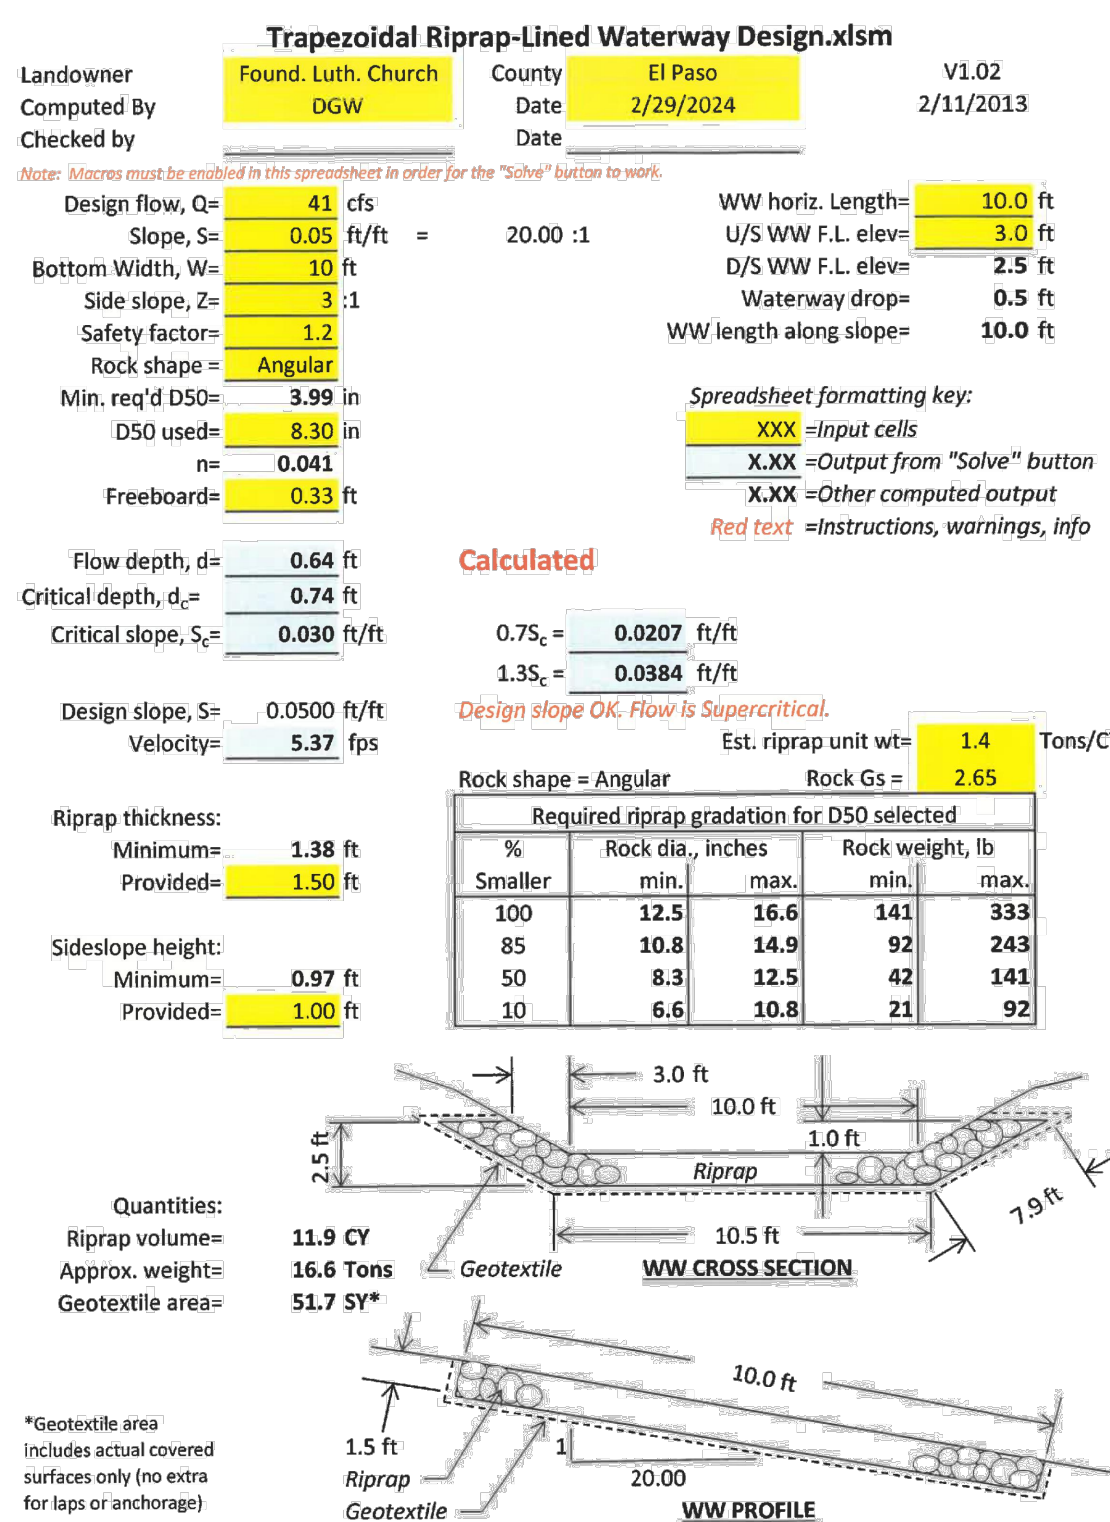 Trapezoidal Riprap-Lined Waterway Design.xlsm
Landowner Found. Luth. Church County El Paso V1.02
Computed By DGW Date 2/29/2024 2/11/2013
Checked by Date
Note: Macros must be enabled in this spreadsheet in order for the "Solve" button to work.
Design flow, Q= 41 cfs WW horiz. Length= 10.0 ft
Slope, S= 0.05 ft/ft = 20.00 :1 U/S WW F.L. elev= 3.0 ft
Bottom Width, W= 10 ft D/S WW F.L. elev= 2.5 ft
Side slope, Z= 3 :1 Waterway drop= 0.5 ft
Safety factor= 1.2 WW length along slope= 10.0 ft
Rock shape = Angular
Min. req'd D50= 3.99 in Spreadsheet formatting key:
D50 used= 8.30 in XXX =Input cells
n= 0.041 X.XX =Output from "Solve" button
Freeboard= 0.33 ft X.XX =Other computed output
Red text =Instructions, warnings, info
Flow depth, d= 0.64 ft Calculated
Critical depth, dc= 0.74 ft
Critical slope, Sc= 0.030 ft/ft 0.7Sc = 0.0207 ft/ft
1.3Sc = 0.0384 ft/ft
Design slope, S= 0.0500 ft/ft Design slope OK. Flow is Supercritical.
Velocity= 5.37 fps Est. riprap unit wt= 1.4 Tons/C
Rock shape = Angular Rock Gs = 2.65
Riprap thickness: Required riprap gradation for D50 selected
Minimum= 1.38 ft % Rock dia., inches Rock weight, lb
Provided= 1.50 ft Smaller min. max. min. max.
100 12.5 16.6 141 333
Sideslope height: 85 10.8 14.9 92 243
Minimum= 0.97 ft 50 8.3 12.5 42 141
Provided= 1.00 ft 10 6.6 10.8 21 92
3.0 ft
10.0 ft
1.0 ft
2.5 ft
Riprap
7.9 ft
Quantities:
Riprap volume= 11.9 CY 10.5 ft
Approx. weight= 16.6 Tons Geotextile WW CROSS SECTION
Geotextile area= 51.7 SY*
10.0 ft
*Geotextile area
includes actual covered 1.5 ft 1
surfaces only (no extra Riprap 20.00
for laps or anchorage) Geotextile WW PROFILE